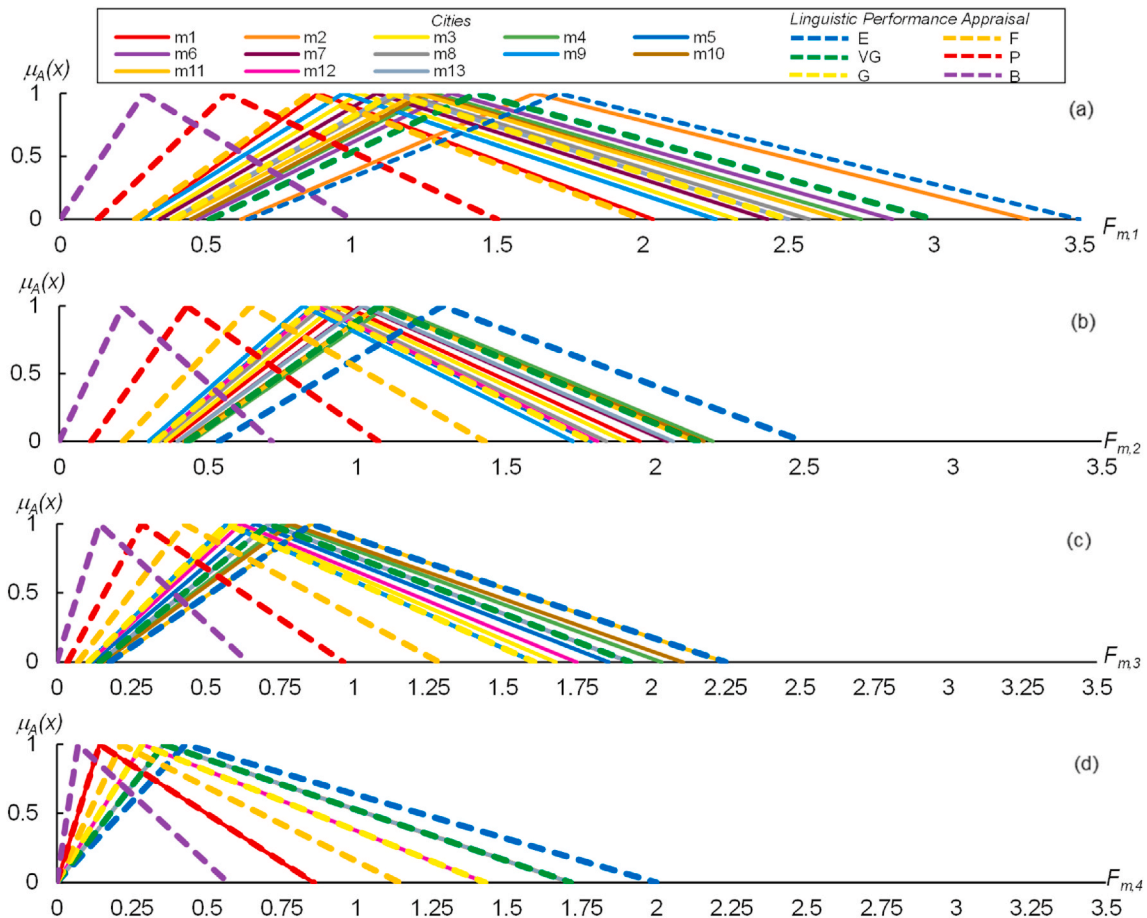 Cities
Linguistic Performance Appraisal
m1 m2 m3 m4 m5 E F
m6 m7 m8 m9 m10 VG P
m11 m12 m13 G B
μA(x)
1
0.5
0
(a)
0 0.5 1 1.5 2 2.5 3 3.5
Fm,1
μA(x)
1
0.5
0
(b)
0 0.5 1 1.5 2 2.5 3 3.5
Fm,2
μA(x)
1
0.5
0
(c)
0 0.25 0.5 0.75 1 1.25 1.5 1.75 2 2.25 2.5 2.75 3 3.25 3.5
Fm,3
μA(x)
1
0.5
0
(d)
0 0.25 0.5 0.75 1 1.25 1.5 1.75 2 2.25 2.5 2.75 3 3.25 3.5
Fm,4